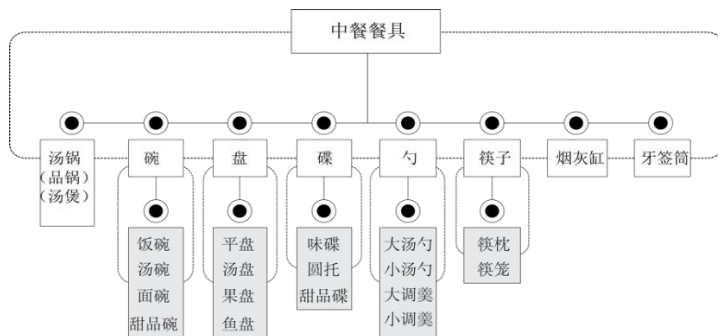 中餐餐具
汤锅
（品锅）
（汤煲）
碗
盘
碟
勺
筷子
烟灰缸
牙签筒
饭碗
汤碗
面碗
甜品碗
平盘
汤盘
果盘
鱼盘
味碟
圆托
甜品碟
大汤勺
小汤勺
大调羹
小调羹
筷枕
筷笼